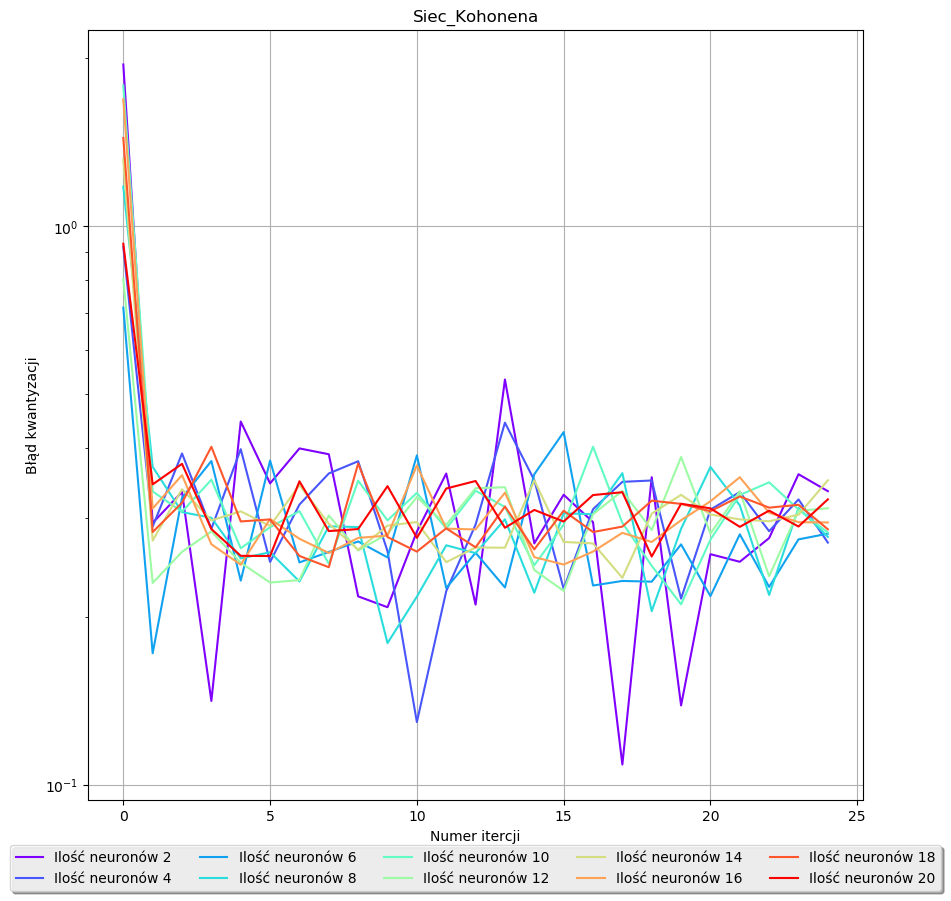 Siec_Kohonena
10⁰
Błąd kwantyzacji
10⁻¹
0 5 10 15 20 25
Numer itercji
Ilość neuronów 2 Ilość neuronów 6 Ilość neuronów 10 Ilość neuronów 14 Ilość neuronów 18
Ilość neuronów 4 Ilość neuronów 8 Ilość neuronów 12 Ilość neuronów 16 Ilość neuronów 20